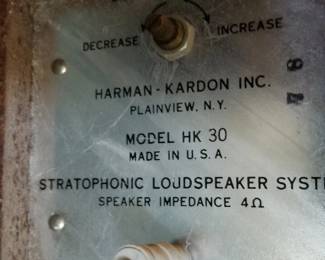 DECREASE INCREASE
HARMAN-KARDON INC.
PLAINVIEW, N.Y.
MODEL HK 30
MADE IN U.S.A.
STRATOPHONIC LOUDSPEAKER SYST
SPEAKER IMPEDANCE 4Ω